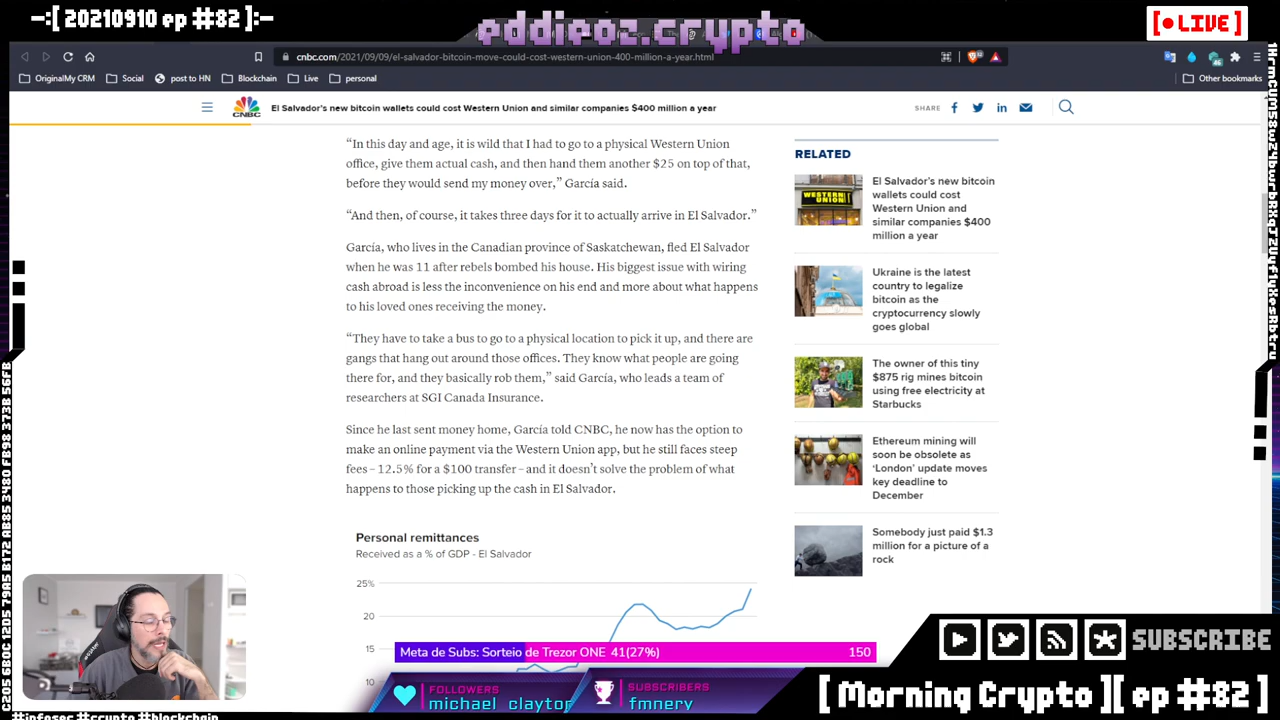 -:[ 20210910 ep #82 ]:-
eddieoz.crypto
[ LIVE ]
cnbc.com/2021/09/09/el-salvador-bitcoin-move-could-cost-western-union-400-million-a-year.html
OriginalMy CRM
Social
post to HN
Blockchain
Live
personal
Other bookmarks
CNBC
El Salvador's new bitcoin wallets could cost Western Union and similar companies $400 million a year
SHARE
“In this day and age, it is wild that I had to go to a physical Western Union
office, give them actual cash, and then hand them another $25 on top of that,
before they would send my money over,” García said.
“And then, of course, it takes three days for it to actually arrive in El Salvador.”
García, who lives in the Canadian province of Saskatchewan, fled El Salvador
when he was 11 after rebels bombed his house. His biggest issue with wiring
cash abroad is less the inconvenience on his end and more about what happens
to his loved ones receiving the money.
“They have to take a bus to go to a physical location to pick it up, and there are
gangs that hang out around those offices. They know what people are going
there for, and they basically rob them,” said García, who leads a team of
researchers at SGI Canada Insurance.
Since he last sent money home, García told CNBC, he now has the option to
make an online payment via the Western Union app, but he still faces steep
fees – 12.5% for a $100 transfer – and it doesn’t solve the problem of what
happens to those picking up the cash in El Salvador.
Personal remittances
Received as a % of GDP - El Salvador
25%
20
15
10
RELATED
WESTERN
UNION
El Salvador's new bitcoin
wallets could cost
Western Union and
similar companies $400
million a year
Ukraine is the latest
country to legalize
bitcoin as the
cryptocurrency slowly
goes global
The owner of this tiny
$875 rig mines bitcoin
using free electricity at
Starbucks
Ethereum mining will
soon be obsolete as
‘London’ update moves
key deadline to
December
Somebody just paid $1.3
million for a picture of a
rock
Meta de Subs: Sorteio de Trezor ONE 41(27%)
150
FOLLOWERS
michael_claytor
SUBSCRIBERS
fmnery
SUBSCRIBE
[ Morning Crypto ][ ep #82 ]
#infosec #crypto #blockchain